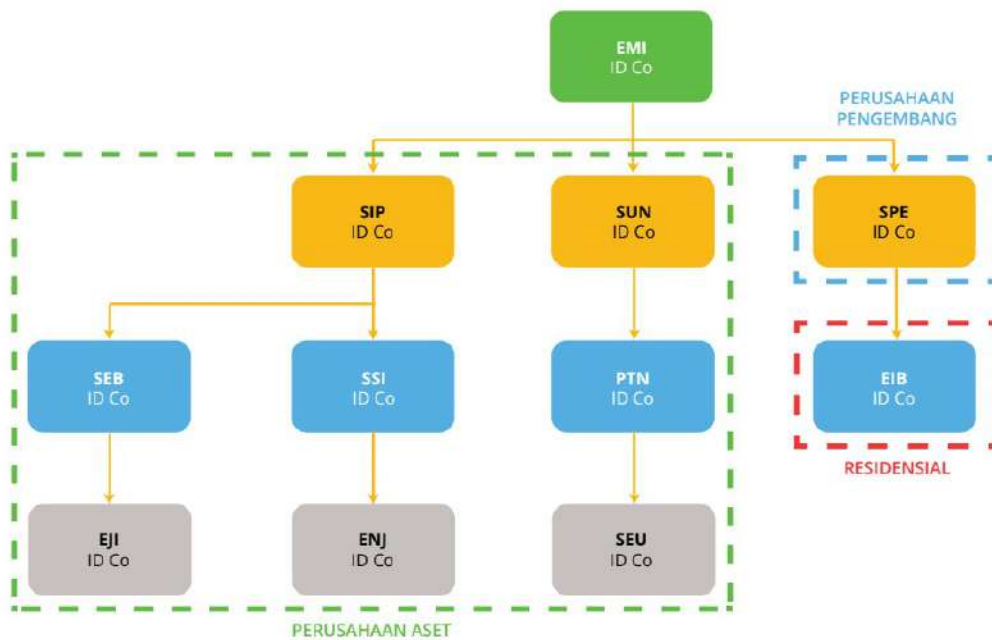 EMI
ID Co
PERUSAHAAN
PENGEMBANG
SIP
ID Co
SUN
ID Co
SPE
ID Co
SEB
ID Co
SSI
ID Co
PTN
ID Co
EIB
ID Co
RESIDENSIAL
EJI
ID Co
ENJ
ID Co
SEU
ID Co
PERUSAHAAN ASET